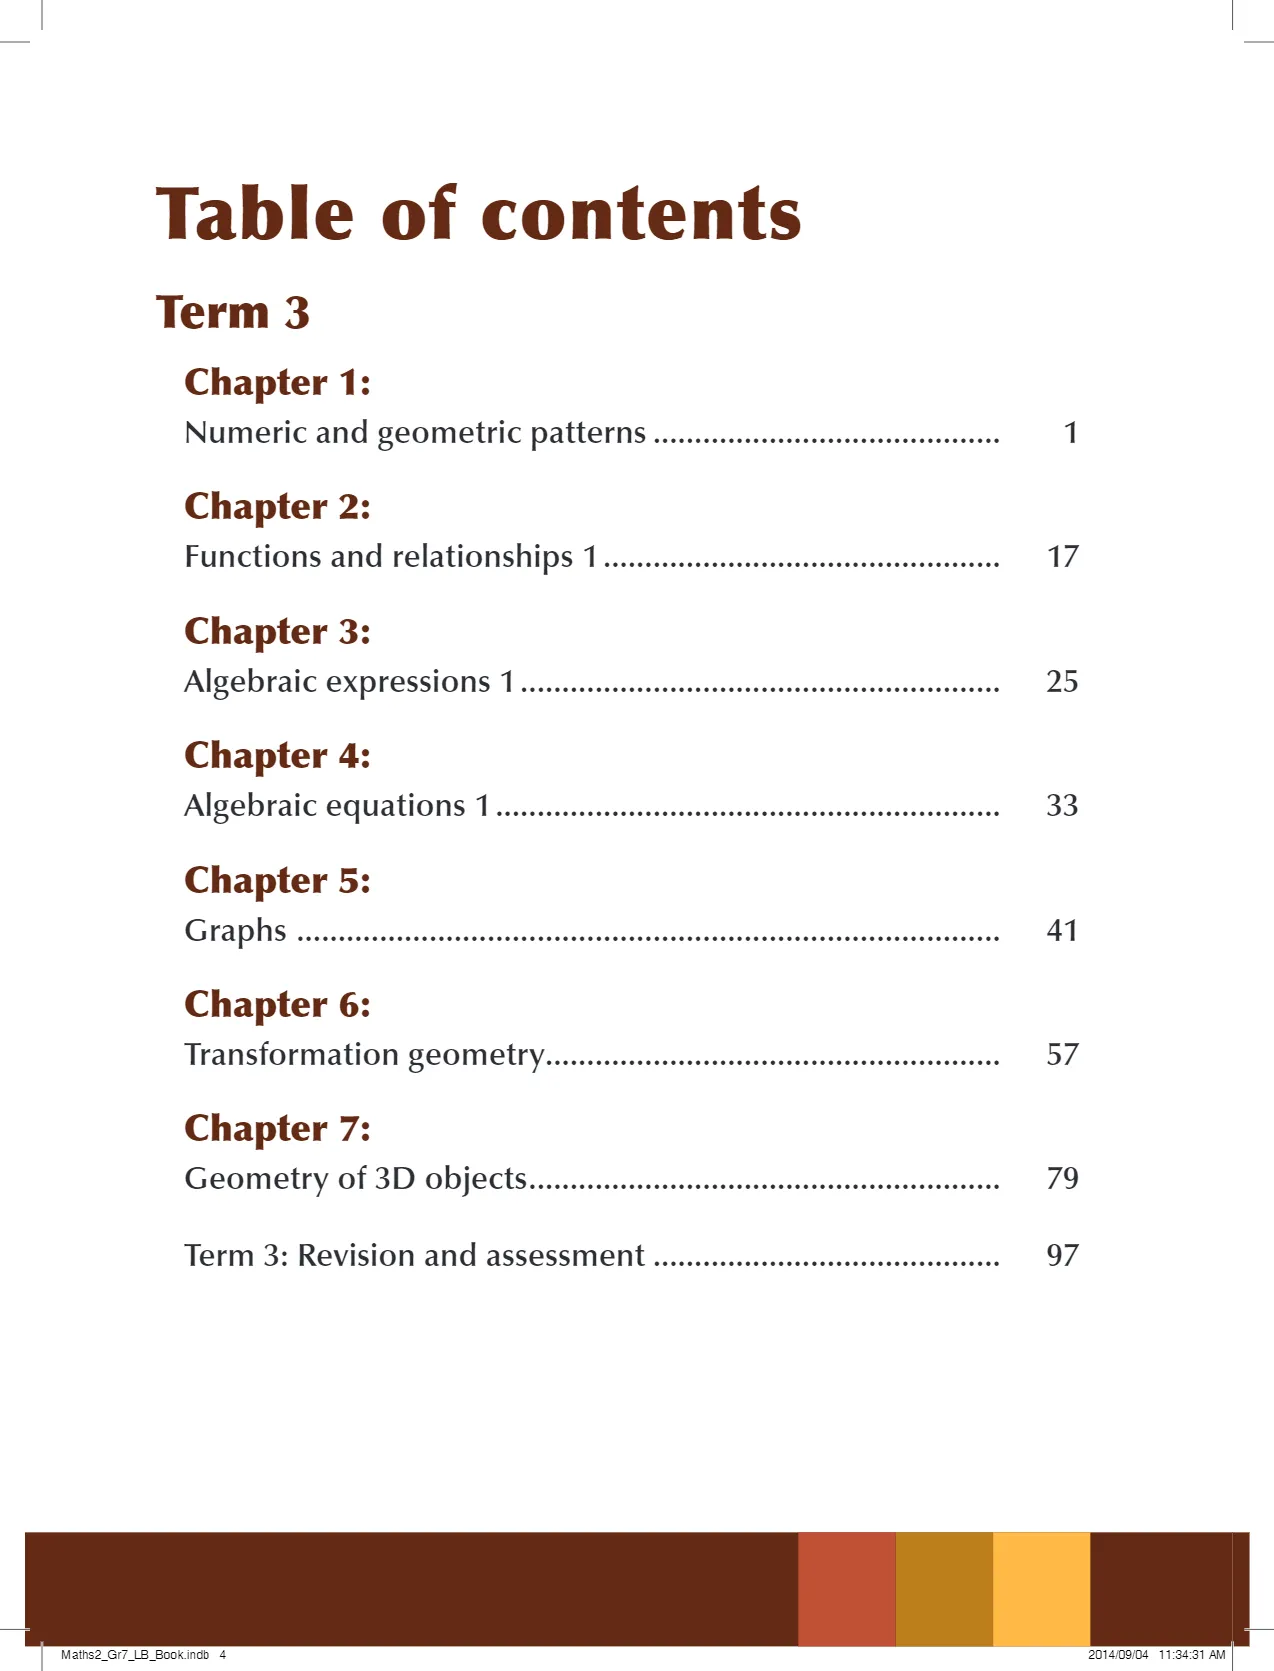 Table of contents
Term 3
Chapter 1:
Numeric and geometric patterns .......................................... 1
Chapter 2:
Functions and relationships 1 ................................................ 17
Chapter 3:
Algebraic expressions 1 .......................................................... 25
Chapter 4:
Algebraic equations 1 ............................................................. 33
Chapter 5:
Graphs ..................................................................................... 41
Chapter 6:
Transformation geometry....................................................... 57
Chapter 7:
Geometry of 3D objects......................................................... 79
Term 3: Revision and assessment .......................................... 97
Maths2_Gr7_LB_Book.indb 4
2014/09/04 11:34:31 AM